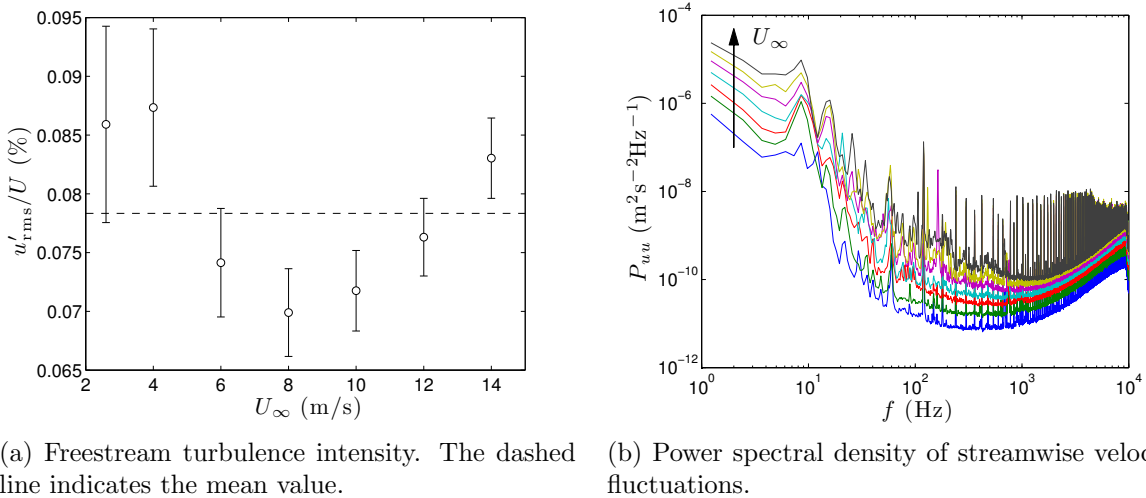 0.095
0.09
0.085
0.08
0.075
0.07
0.065
u′rms/U (%)
2 4 6 8 10 12 14
U∞ (m/s)
10⁻⁴
10⁻⁶
10⁻⁸
10⁻¹⁰
10⁻¹²
Puu (m²s⁻²Hz⁻¹)
U∞
10⁰ 10¹ 10² 10³ 10⁴
f (Hz)
(a) Freestream turbulence intensity. The dashed
line indicates the mean value.
(b) Power spectral density of streamwise veloc
fluctuations.